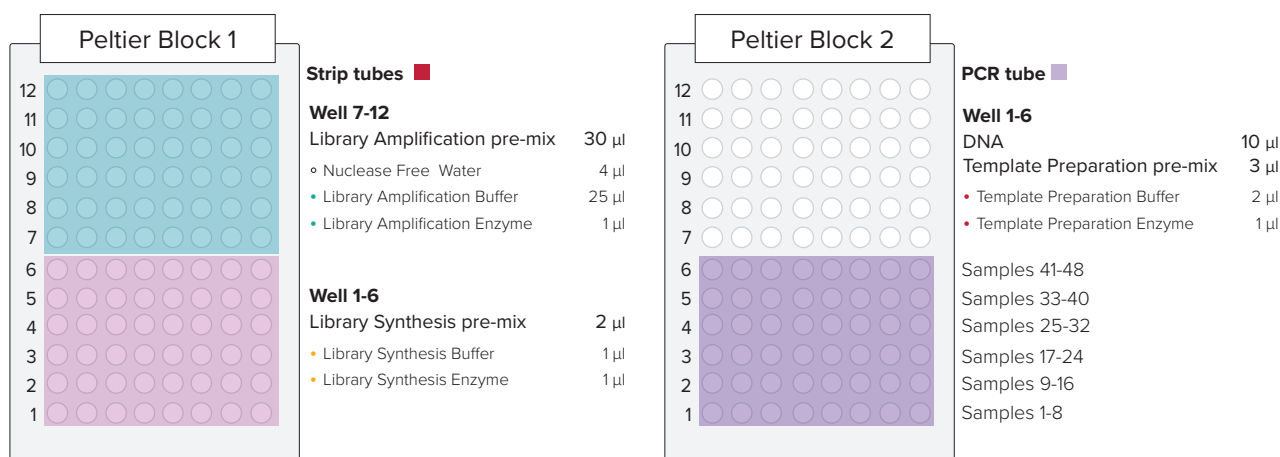 Peltier Block 1
12
11
10
9
8
7
6
5
4
3
2
1
Strip tubes
Well 7-12
Library Amplification pre-mix 30 µl
Nuclease Free Water 4 µl
• Library Amplification Buffer 25 µl
• Library Amplification Enzyme 1 µl
Well 1-6
Library Synthesis pre-mix 2 µl
• Library Synthesis Buffer 1 µl
• Library Synthesis Enzyme 1 µl
Peltier Block 2
12
11
10
9
8
7
6
5
4
3
2
1
PCR tube
Well 1-6
DNA 10 µl
Template Preparation pre-mix 3 µl
• Template Preparation Buffer 2 µl
• Template Preparation Enzyme 1 µl
Samples 41-48
Samples 33-40
Samples 25-32
Samples 17-24
Samples 9-16
Samples 1-8